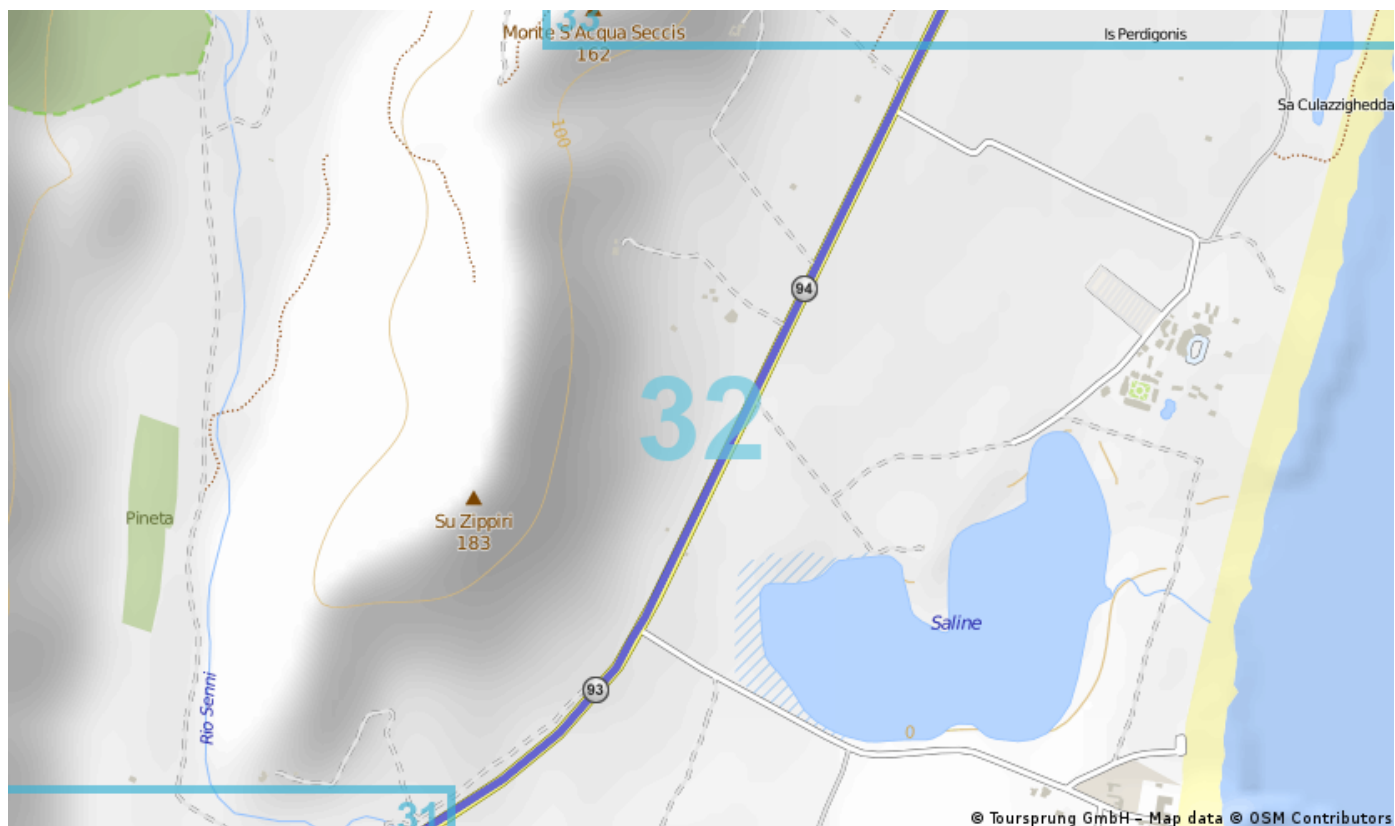 33
Monte S'Acqua Seccis
162
Is Perdigonis
Sa Culazzighedda
100
94
32
Su Zippiri
183
Pineta
Saline
Rio Senni
93
0
31
© Toursprung GmbH – Map data © OSM Contributors